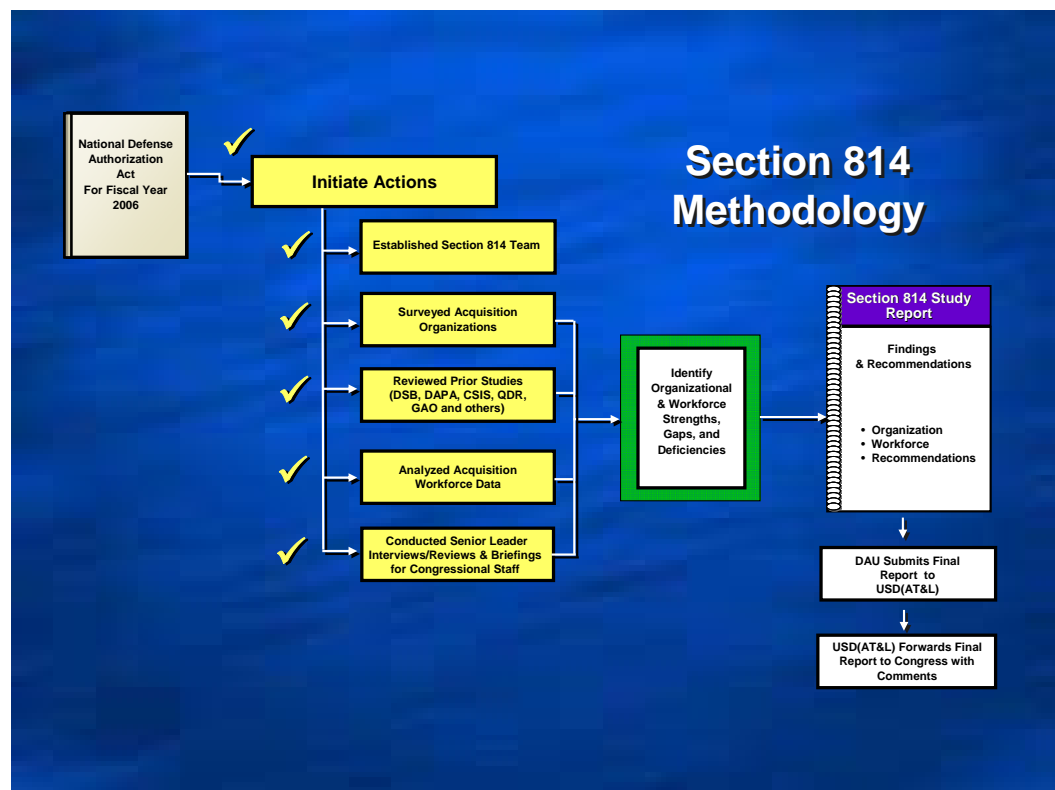 Section 814
Methodology
National Defense
Authorization
Act
For Fiscal Year
2006
Initiate Actions
Established Section 814 Team
Surveyed Acquisition
Organizations
Reviewed Prior Studies
(DSB, DAPA, CSIS, QDR,
GAO and others)
Analyzed Acquisition
Workforce Data
Conducted Senior Leader
Interviews/Reviews & Briefings
for Congressional Staff
Identify
Organizational
& Workforce
Strengths,
Gaps, and
Deficiencies
Section 814 Study
Report
Findings
& Recommendations
• Organization
• Workforce
• Recommendations
DAU Submits Final
Report to
USD(AT&L)
USD(AT&L) Forwards Final
Report to Congress with
Comments